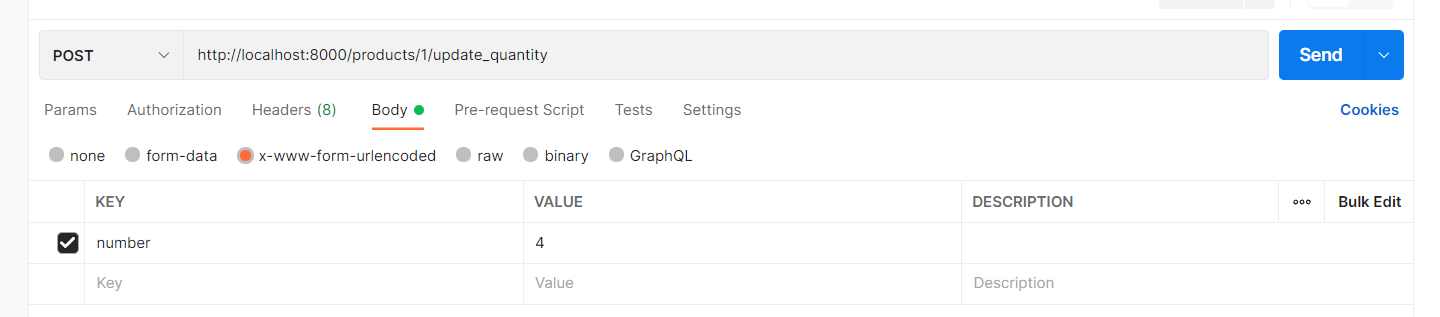 POST http://localhost:8000/products/1/update_quantity Send
Params Authorization Headers (8) Body Pre-request Script Tests Settings Cookies
none form-data x-www-form-urlencoded raw binary GraphQL
KEY VALUE DESCRIPTION Bulk Edit
number 4
Key Value Description